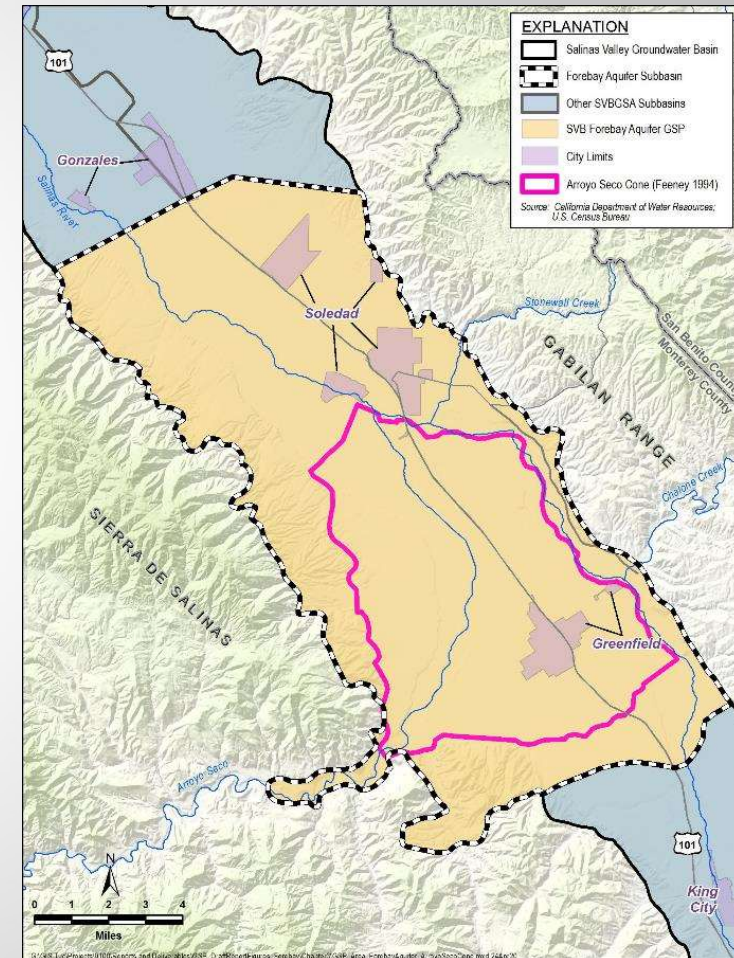 EXPLANATION
Salinas Valley Groundwater Basin
Forebay Aquifer Subbasin
Other SVBGSA Subbasins
SVB Forebay Aquifer GSP
City Limits
Arroyo Seco Cone (Feeney 1994)
Source: California Department of Water Resources;
U.S. Census Bureau
101
Gonzales
Salinas River
Soledad
Stonewall Creek
San Benito County
Monterey County
GABILAN RANGE
Chalone Creek
SIERRA DE SALINAS
Greenfield
Arroyo Seco
N
101
King
City
0 1 2 3 4
Miles